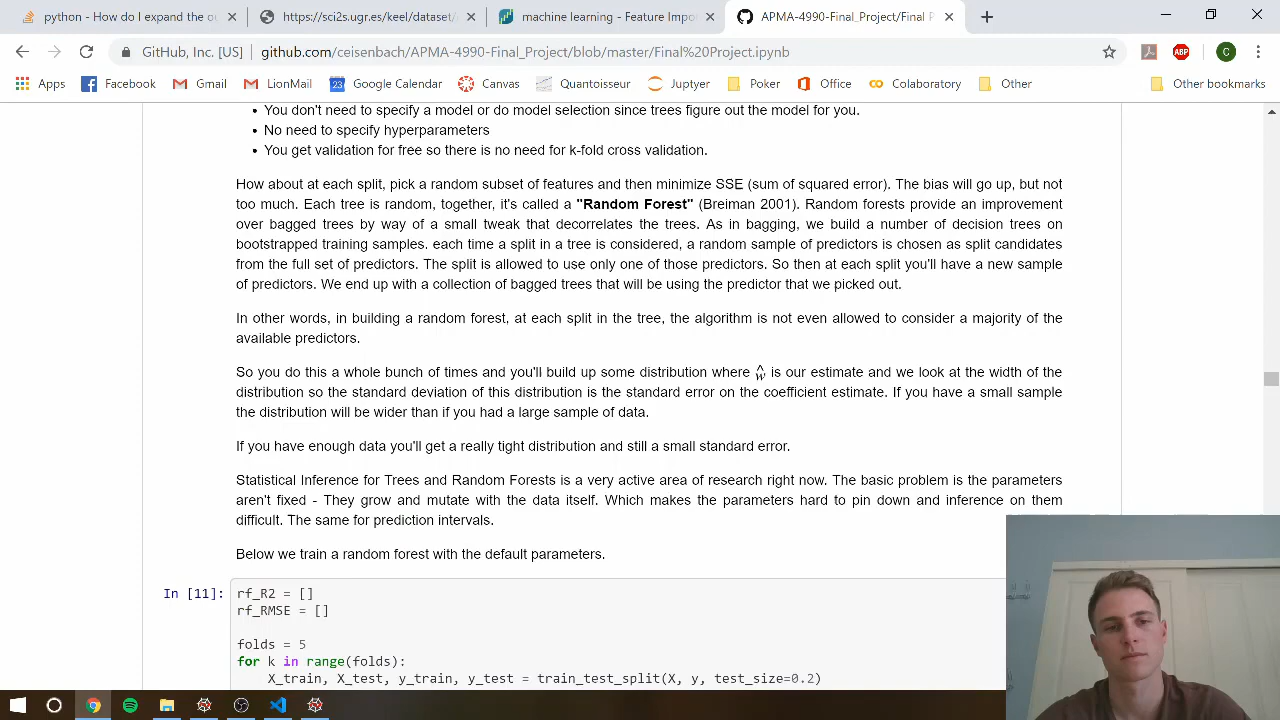 python - How do I expand the ou
https://sci2s.ugr.es/keel/dataset/
machine learning - Feature Impor
APMA-4990-Final_Project/Final P
GitHub, Inc. [US]
github.com/ceisenbach/APMA-4990-Final_Project/blob/master/Final%20Project.ipynb
ABP
C
Apps
Facebook
Gmail
LionMail
23
Google Calendar
Canvas
Quantoisseur
Juptyer
Poker
Office
Colaboratory
Other
Other bookmarks
• You don't need to specify a model or do model selection since trees figure out the model for you.
• No need to specify hyperparameters
• You get validation for free so there is no need for k-fold cross validation.
How about at each split, pick a random subset of features and then minimize SSE (sum of squared error). The bias will go up, but not
too much. Each tree is random, together, it's called a "Random Forest" (Breiman 2001). Random forests provide an improvement
over bagged trees by way of a small tweak that decorrelates the trees. As in bagging, we build a number of decision trees on
bootstrapped training samples. each time a split in a tree is considered, a random sample of predictors is chosen as split candidates
from the full set of predictors. The split is allowed to use only one of those predictors. So then at each split you'll have a new sample
of predictors. We end up with a collection of bagged trees that will be using the predictor that we picked out.
In other words, in building a random forest, at each split in the tree, the algorithm is not even allowed to consider a majority of the
available predictors.
So you do this a whole bunch of times and you'll build up some distribution where ŵ is our estimate and we look at the width of the
distribution so the standard deviation of this distribution is the standard error on the coefficient estimate. If you have a small sample
the distribution will be wider than if you had a large sample of data.
If you have enough data you'll get a really tight distribution and still a small standard error.
Statistical Inference for Trees and Random Forests is a very active area of research right now. The basic problem is the parameters
aren't fixed - They grow and mutate with the data itself. Which makes the parameters hard to pin down and inference on them
difficult. The same for prediction intervals.
Below we train a random forest with the default parameters.
In [11]:
rf_R2 = []
rf_RMSE = []
folds = 5
for k in range(folds):
X_train, X_test, y_train, y_test = train_test_split(X, y, test_size=0.2)